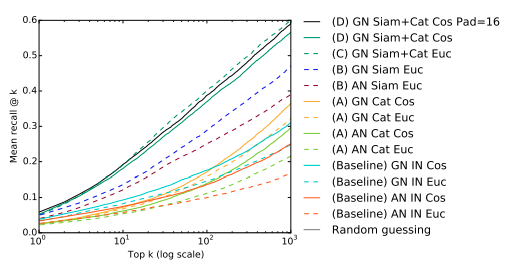 0.6
0.5
0.4
0.3
0.2
0.1
0.0
Mean recall @ k
10^0
10^1
10^2
10^3
Top k (log scale)
(D) GN Siam+Cat Cos Pad=16
(D) GN Siam+Cat Cos
(C) GN Siam+Cat Euc
(B) GN Siam Euc
(B) AN Siam Euc
(A) GN Cat Cos
(A) GN Cat Euc
(A) AN Cat Cos
(A) AN Cat Euc
(Baseline) GN IN Cos
(Baseline) GN IN Euc
(Baseline) AN IN Cos
(Baseline) AN IN Euc
Random guessing